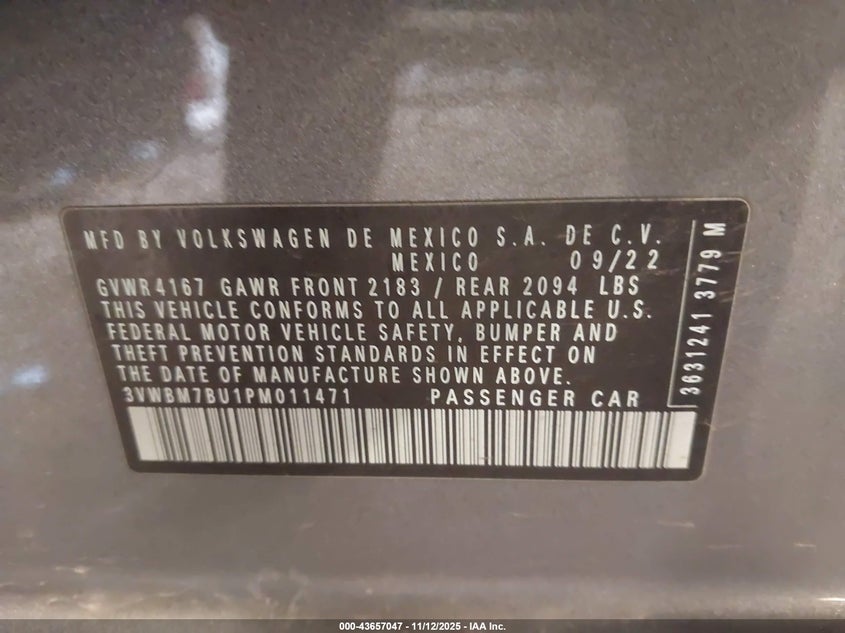 MFD BY VOLKSWAGEN DE MEXICO S.A. DE C.V.
MEXICO 09/22
GVWR 4167 GAWR FRONT 2183 / REAR 2094 LBS
THIS VEHICLE CONFORMS TO ALL APPLICABLE U.S.
FEDERAL MOTOR VEHICLE SAFETY, BUMPER AND
THEFT PREVENTION STANDARDS IN EFFECT ON
THE DATE OF MANUFACTURE SHOWN ABOVE.
3VWBM7BU1PM011471 PASSENGER CAR
3631241 3779 M
000-43657047 - 11/12/2025 - IAA Inc.